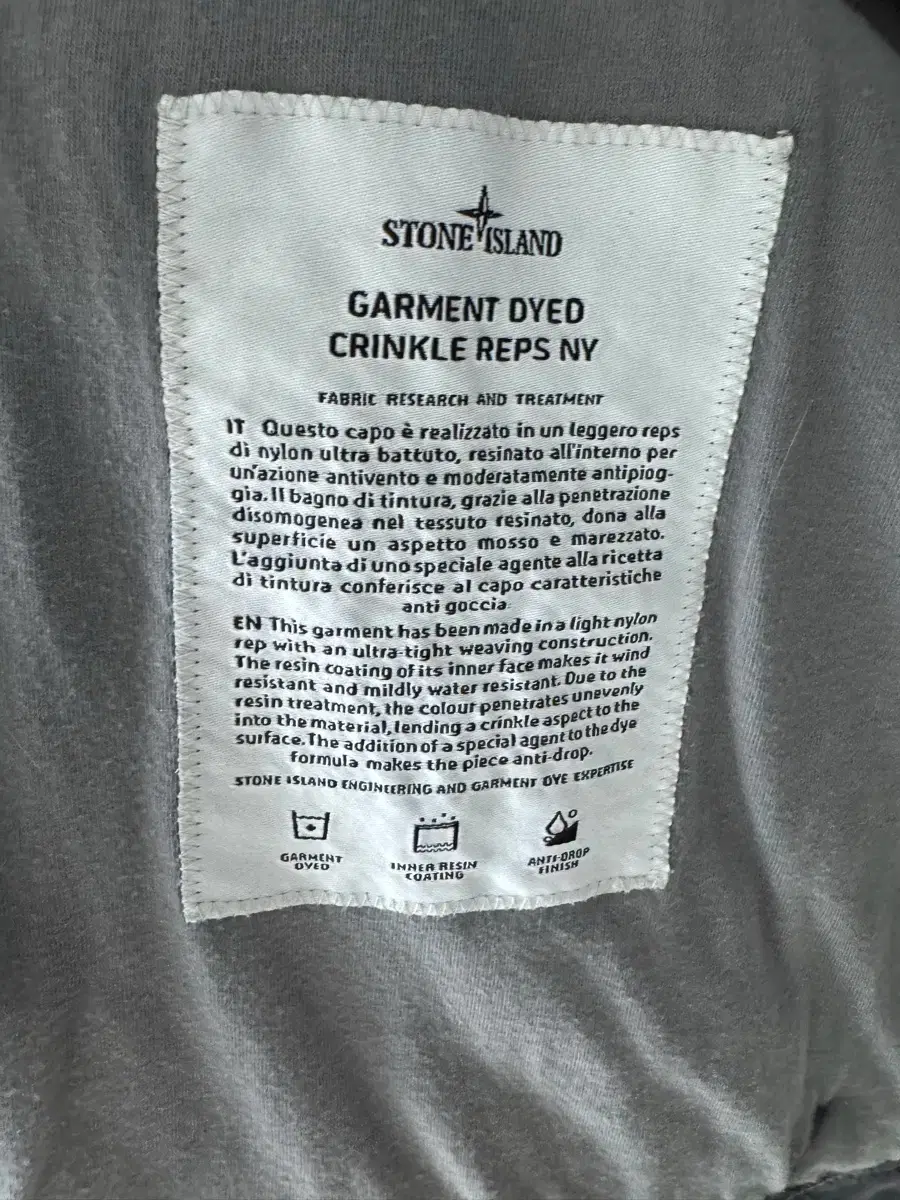 STONE ISLAND
GARMENT DYED
CRINKLE REPS NY
FABRIC RESEARCH AND TREATMENT
IT Questo capo è realizzato in un leggero reps
di nylon ultra battuto, resinato all'interno per
un'azione antivento e moderatamente antipiog-
gia. Il bagno di tintura, grazie alla penetrazione
disomogenea nel tessuto resinato, dona alla
superficie un aspetto mosso e marezzato.
L'aggiunta di uno speciale agente alla ricetta
di tintura conferisce al capo caratteristiche
anti goccia
EN This garment has been made in a light nylon
rep with an ultra-tight weaving construction.
The resin coating of its inner face makes it wind
resistant and mildly water resistant. Due to the
resin treatment, the colour penetrates unevenly
into the material, lending a crinkle aspect to the
surface. The addition of a special agent to the dye
formula makes the piece anti-drop.
STONE ISLAND ENGINEERING AND GARMENT DYE EXPERTISE
GARMENT
DYED
INNER RESIN
COATING
ANTI-DROP
FINISH